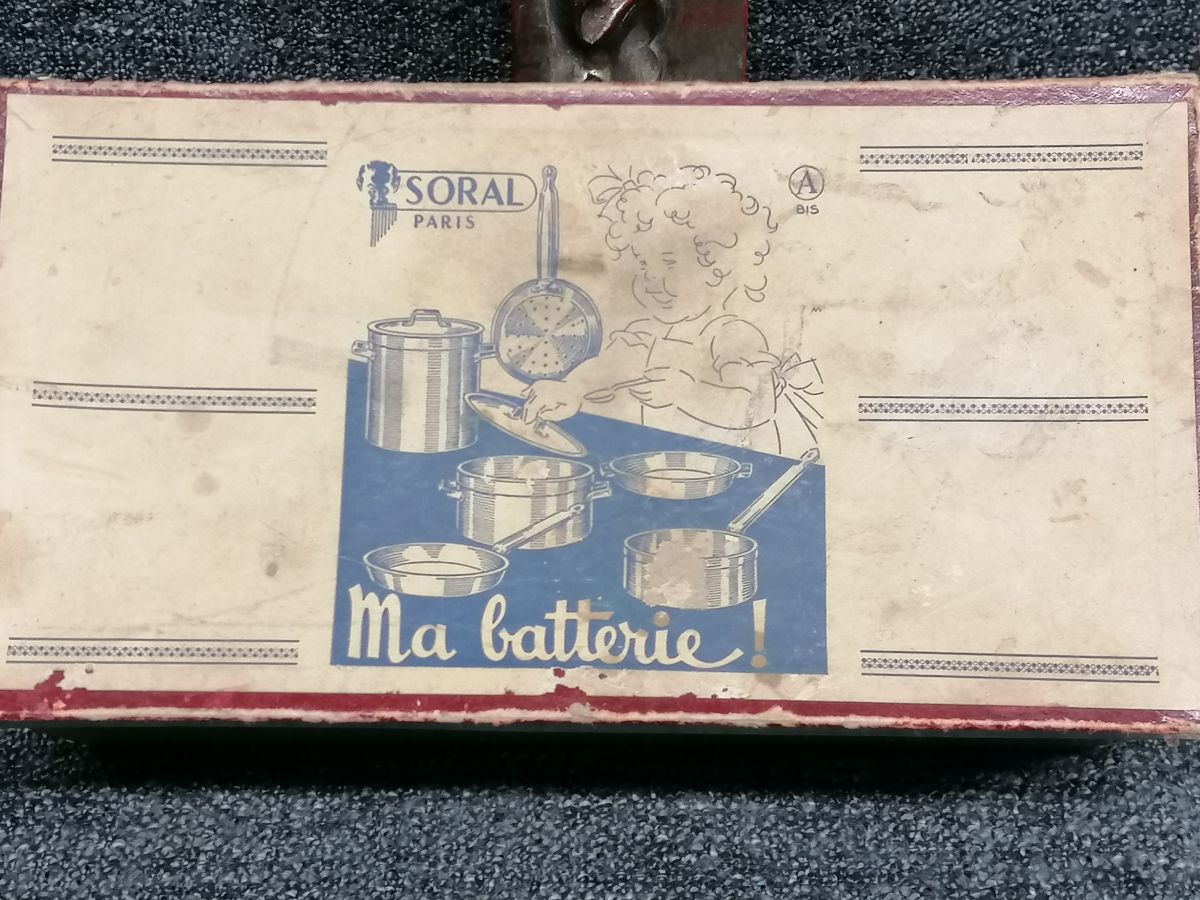 SORAL
PARIS
A
BIS
Ma batterie!